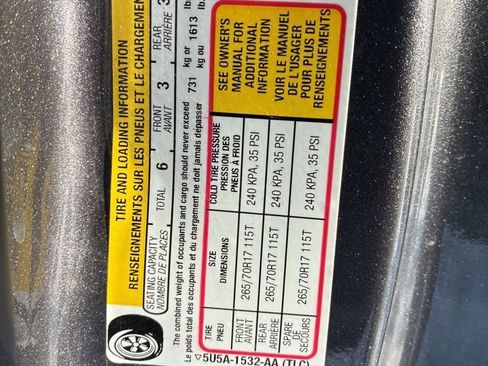 TIRE AND LOADING INFORMATION
RENSEIGNEMENTS SUR LES PNEUS ET LE CHARGEMENT
SEATING CAPACITY
NOMBRE DE PLACES
TOTAL 6
FRONT
AVANT 3
REAR
ARRIÈRE 3
The combined weight of occupants and cargo should never exceed
Le poids total des occupants et du chargement ne doit jamais dépasser
731 kg or
kg ou 1613 lb
TIRE
PNEU
SIZE
DIMENSIONS
COLD TIRE PRESSURE
PRESSION DES
PNEUS A FROID
FRONT
AVANT
265/70R17 115T
240 KPA, 35 PSI
REAR
ARRIÈRE
265/70R17 115T
240 KPA, 35 PSI
SPARE
DE
SECOURS
265/70R17 115T
240 KPA, 35 PSI
SEE OWNER'S
MANUAL FOR
ADDITIONAL
INFORMATION
VOIR LE MANUEL
DE L'USAGER
POUR PLUS DE
RENSEIGNEMENTS
▽5U5A-1532-AA (TLC)